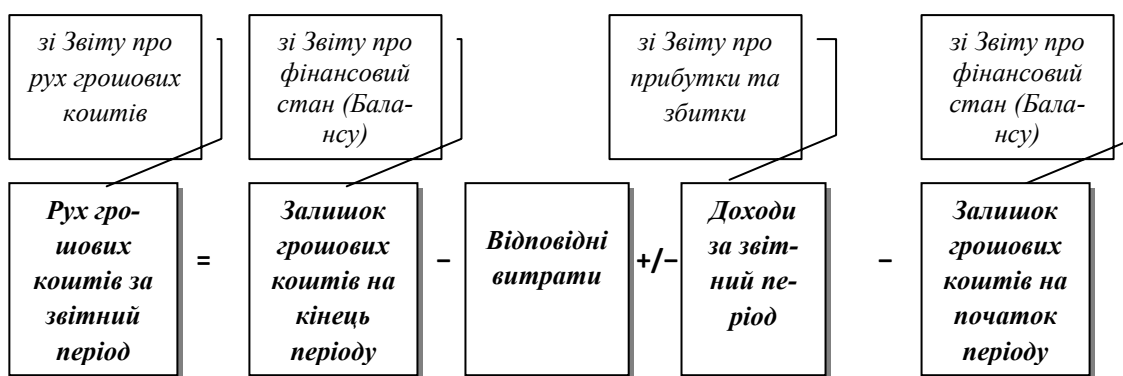 зі Звіту про
рух грошових
коштів
зі Звіту про
фінансовий
стан (Бала-
нсу)
зі Звіту про
прибутки та
збитки
зі Звіту про
фінансовий
стан (Бала-
нсу)
Рух гро-
шових
коштів за
звітний
період
=
Залишок
грошових
коштів на
кінець
періоду
–
Відповідні
витрати
+/–
Доходи
за звіт-
ний пе-
ріод
–
Залишок
грошових
коштів на
початок
періоду